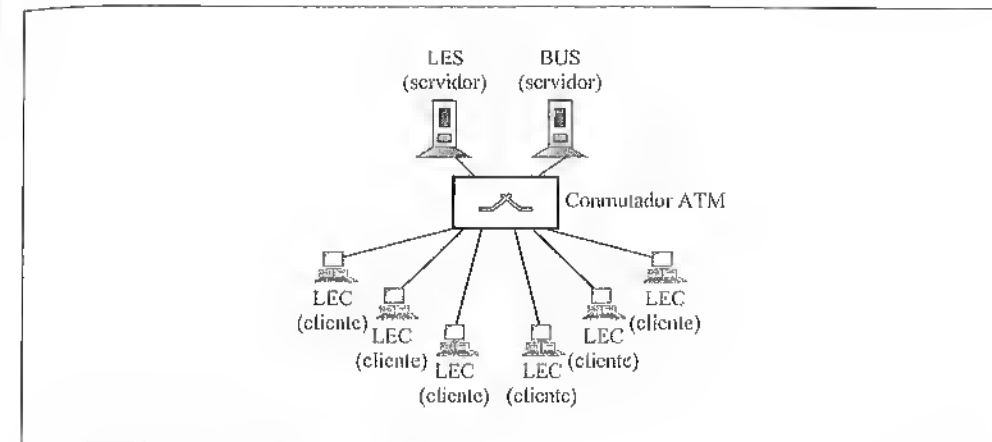 LES
(servidor)
BUS
(servidor)
Conmutador ATM
LEC
(cliente)
LEC
(cliente)
LEC
(cliente)
LEC
(cliente)
LEC
(cliente)
LEC
(cliente)